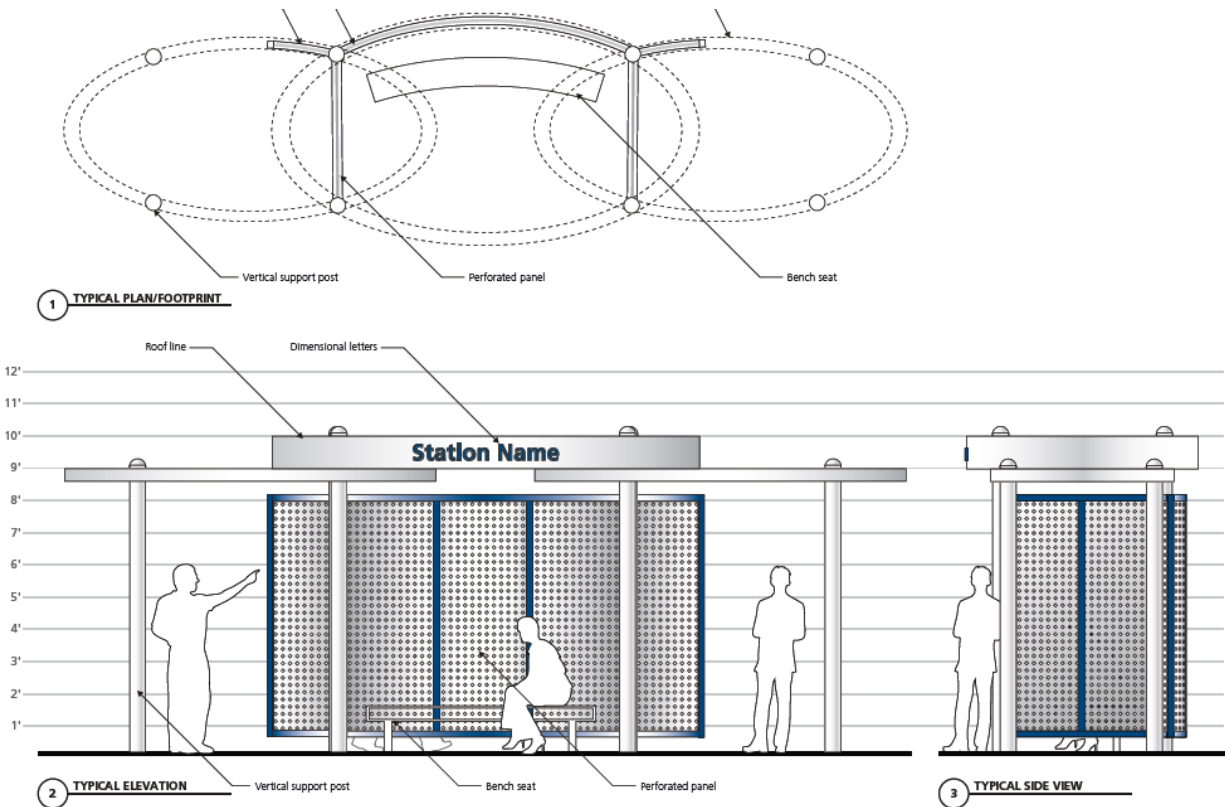 Vertical support post
Perforated panel
Bench seat
1 TYPICAL PLAN/FOOTPRINT
Roof line
Dimensional letters
12'
11'
10'
9'
8'
7'
6'
5'
4'
3'
2'
1'
Station Name
2 TYPICAL ELEVATION
Vertical support post
Bench seat
Perforated panel
3 TYPICAL SIDE VIEW